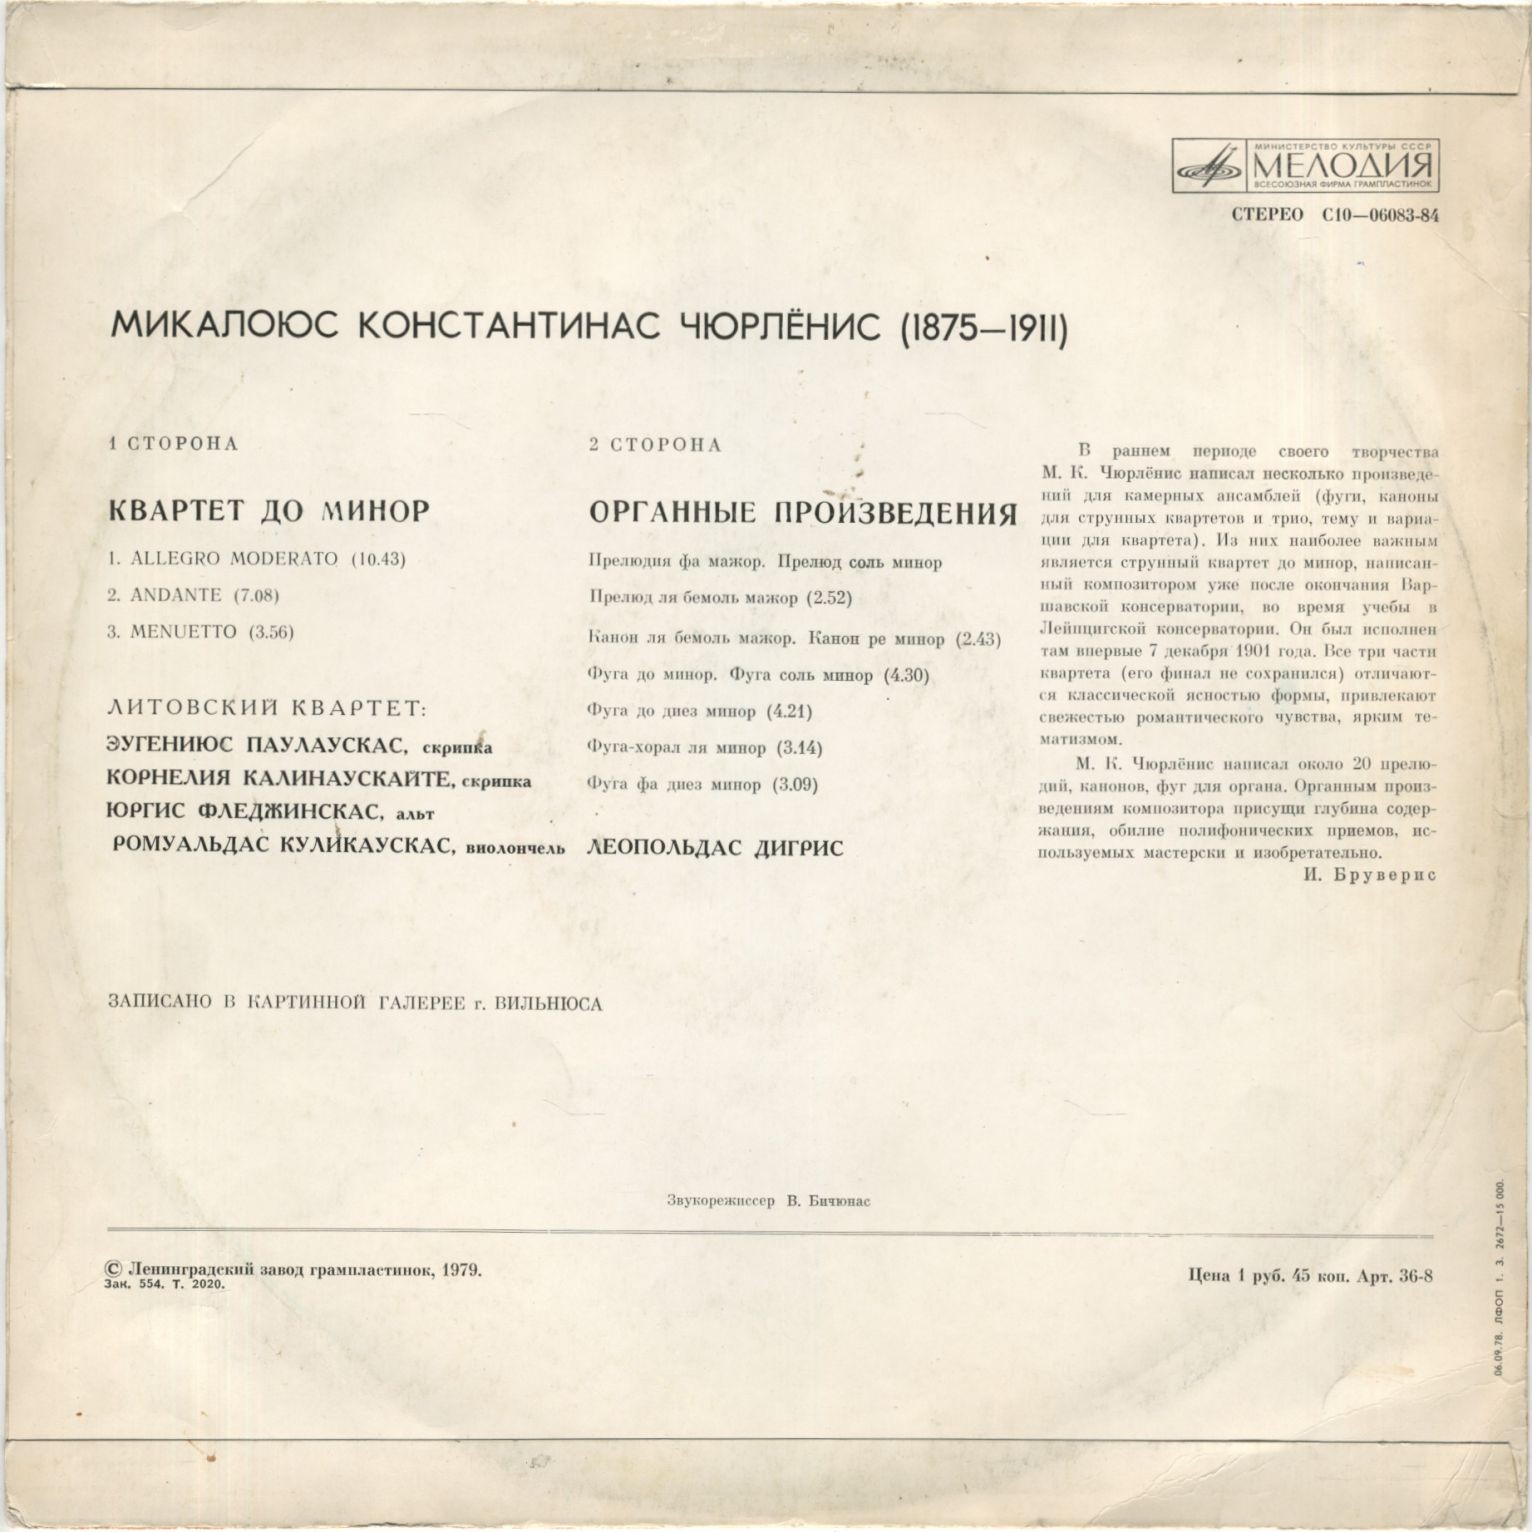 МИНИСТЕРСТВО КУЛЬТУРЫ СССР
МЕЛОДИЯ
ВСЕСОЮЗНАЯ ФИРМА ГРАМПЛАСТИНОК
СТЕРЕО С10—06083-84
МИКАЛОЮС КОНСТАНТИНАС ЧЮРЛЁНИС (1875—1911)
1 СТОРОНА
КВАРТЕТ ДО МИНОР
1. ALLEGRO MODERATO (10.43)
2. ANDANTE (7.08)
3. MENUETTO (3.56)
ЛИТОВСКИЙ КВАРТЕТ:
ЭУГЕНИЮС ПАУЛАУСКАС, скрипка
КОРНЕЛИЯ КАЛИНАУСКАЙТЕ, скрипка
ЮРГИС ФЛЕДЖИНСКАС, альт
РОМУАЛЬДАС КУЛИКАУСКАС, виолончель
2 СТОРОНА
ОРГАННЫЕ ПРОИЗВЕДЕНИЯ
Прелюдия фа мажор. Прелюд соль минор
Прелюд ля бемоль мажор (2.52)
Канон ля бемоль мажор. Канон ре минор (2.43)
Фуга до минор. Фуга соль минор (4.30)
Фуга до диез минор (4.21)
Фуга-хорал ля минор (3.14)
Фуга фа диез минор (3.09)
ЛЕОПОЛЬДАС ДИГРИС
В раннем периоде своего творчества
М. К. Чюрлёнис написал несколько произведе-
ний для камерных ансамблей (фуги, каноны
для струнных квартетов и трио, тему и вариа-
ции для квартета). Из них наиболее важным
является струнный квартет до минор, написан-
ный композитором уже после окончания Вар-
шавской консерватории, во время учебы в
Лейпцигской консерватории. Он был исполнен
там впервые 7 декабря 1901 года. Все три части
квартета (его финал не сохранился) отличают-
ся классической ясностью формы, привлекают
свежестью романтического чувства, ярким те-
матизмом.
М. К. Чюрлёнис написал около 20 прелю-
дий, канонов, фуг для органа. Органным произ-
ведениям композитора присущи глубина содер-
жания, обилие полифонических приемов, ис-
пользуемых мастерски и изобретательно.
И. Бруверис
ЗАПИСАНО В КАРТИННОЙ ГАЛЕРЕЕ г. ВИЛЬНЮСА
Звукорежиссер В. Бичюнас
© Ленинградский завод грампластинок, 1979.
Зак. 554. Т. 2020.
Цена 1 руб. 45 коп. Арт. 36-8
06.09.78. ЛФОП 1. З. 2672—15 000.